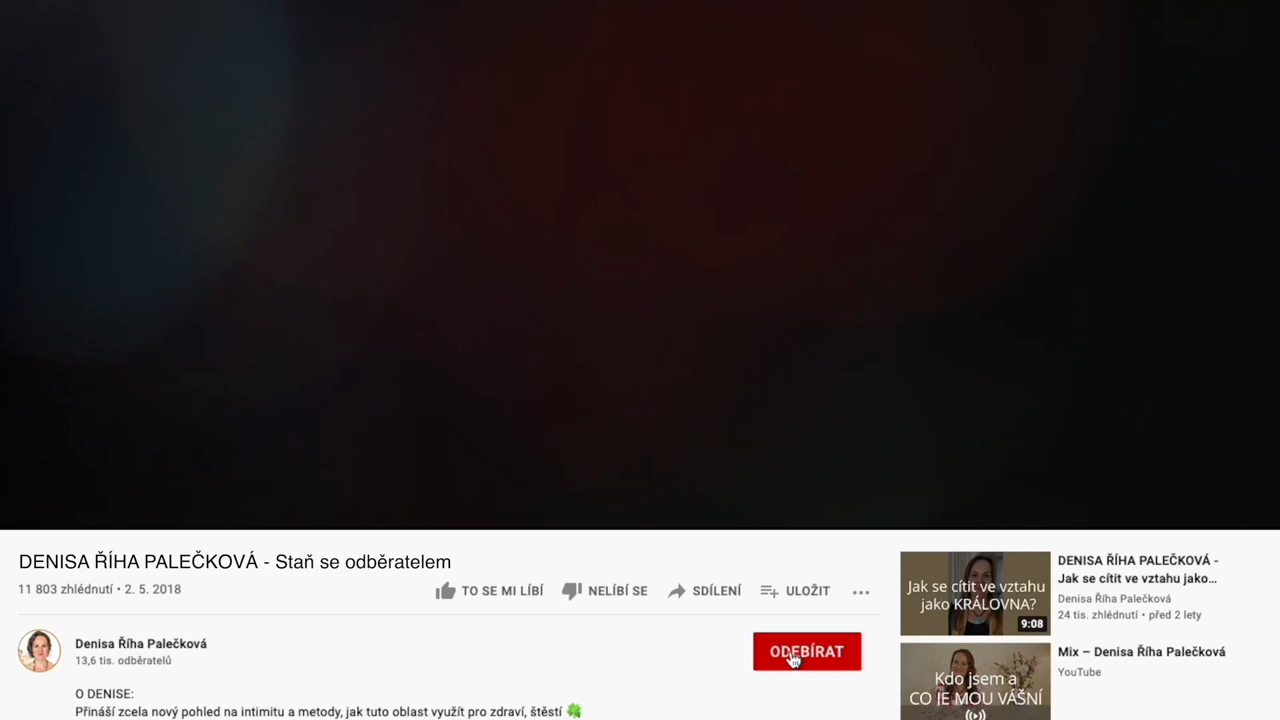 DENISA ŘÍHA PALEČKOVÁ - Staň se odběratelem
11 803 zhlédnutí • 2. 5. 2018
TO SE MI LÍBÍ
NELÍBÍ SE
SDÍLENÍ
ULOŽIT
Denisa Říha Palečková
13,6 tis. odběratelů
ODEBÍRAT
O DENISE:
Přináší zcela nový pohled na intimitu a metody, jak tuto oblast využít pro zdraví, štěstí 🍀
Jak se cítit ve vztahu
jako KRÁLOVNA?
9:08
DENISA ŘÍHA PALEČKOVÁ -
Jak se cítit ve vztahu jako...
Denisa Říha Palečková
24 tis. zhlédnutí • před 2 lety
Kdo jsem a
CO JE MOU VÁŠNÍ
Mix – Denisa Říha Palečková
YouTube